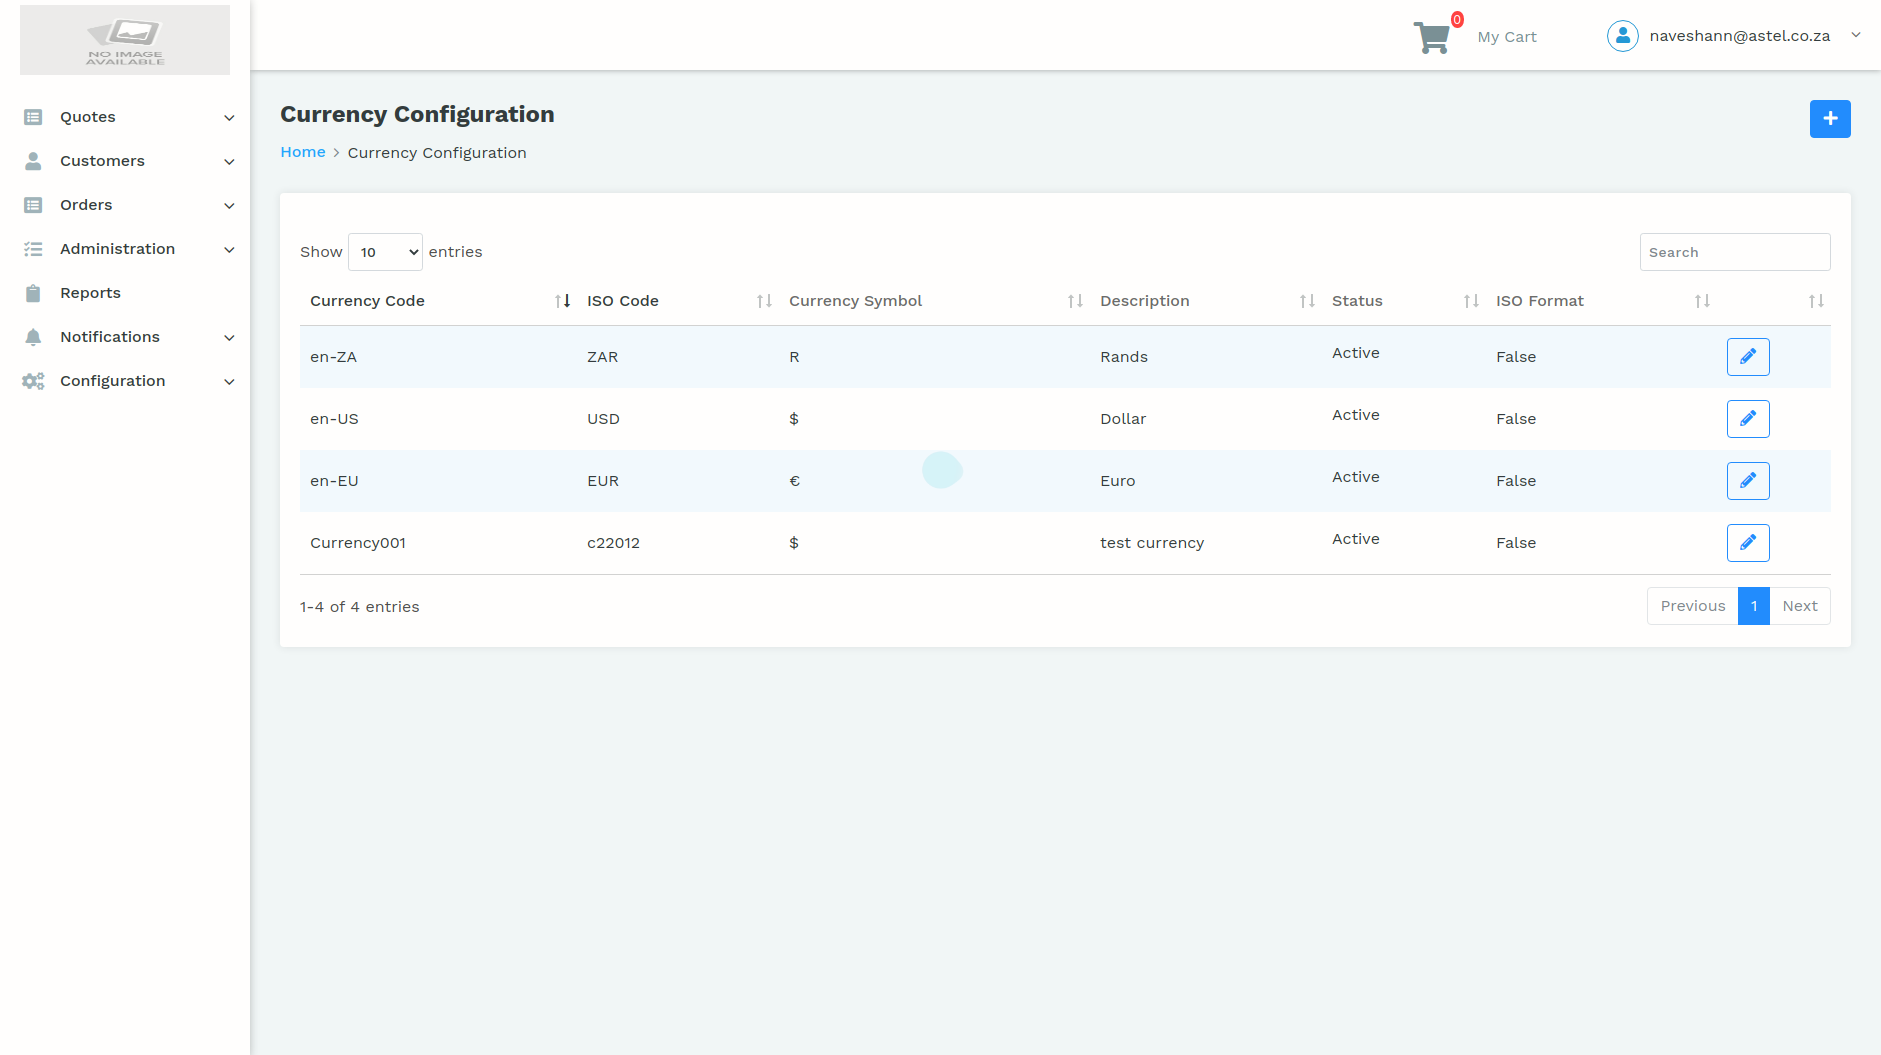 NO IMAGE
AVAILABLE
0
My Cart
naveshann@astel.co.za
Quotes
Customers
Orders
Administration
Reports
Notifications
Configuration
Currency Configuration
Home > Currency Configuration
Show 10 entries
Search
Currency Code ISO Code Currency Symbol Description Status ISO Format
en-ZA ZAR R Rands Active False
en-US USD $ Dollar Active False
en-EU EUR € Euro Active False
Currency001 c22012 $ test currency Active False
1-4 of 4 entries
Previous 1 Next